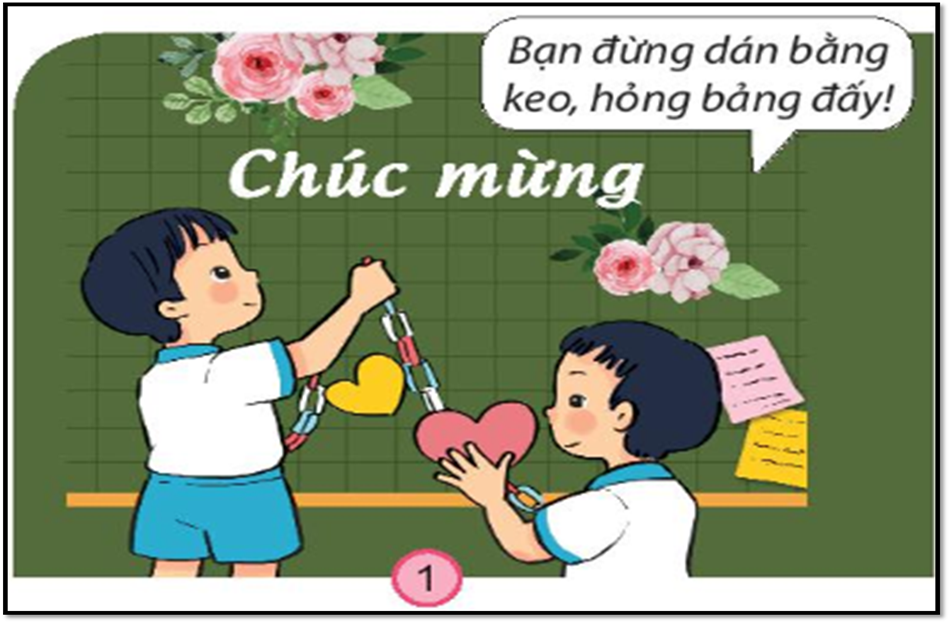 Bạn đừng dán bằng
keo, hỏng bảng đấy!
Chúc mừng
1